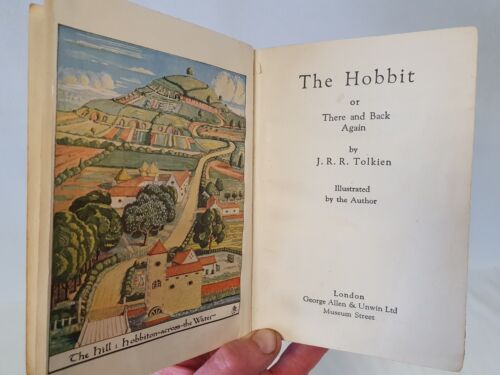 The Hill: Hobbiton-across-the Water
The Hobbit
or
There and Back
Again
by
J. R. R. Tolkien
Illustrated
by the Author
London
George Allen & Unwin Ltd
Museum Street